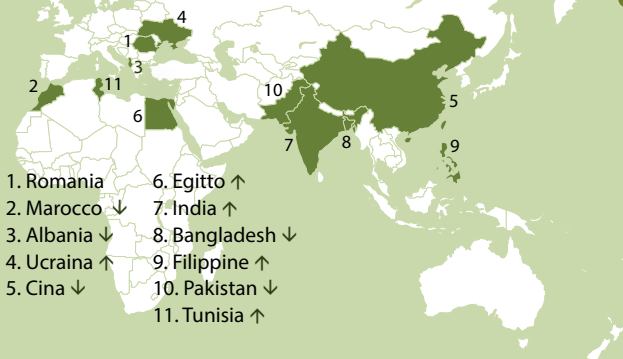 4
1
3
2
11
10
5
6
9
7
8
1. Romania
2. Marocco ↓
3. Albania ↓
4. Ucraina ↑
5. Cina ↓
6. Egitto ↑
7. India ↑
8. Bangladesh ↓
9. Filippine ↑
10. Pakistan ↓
11. Tunisia ↑